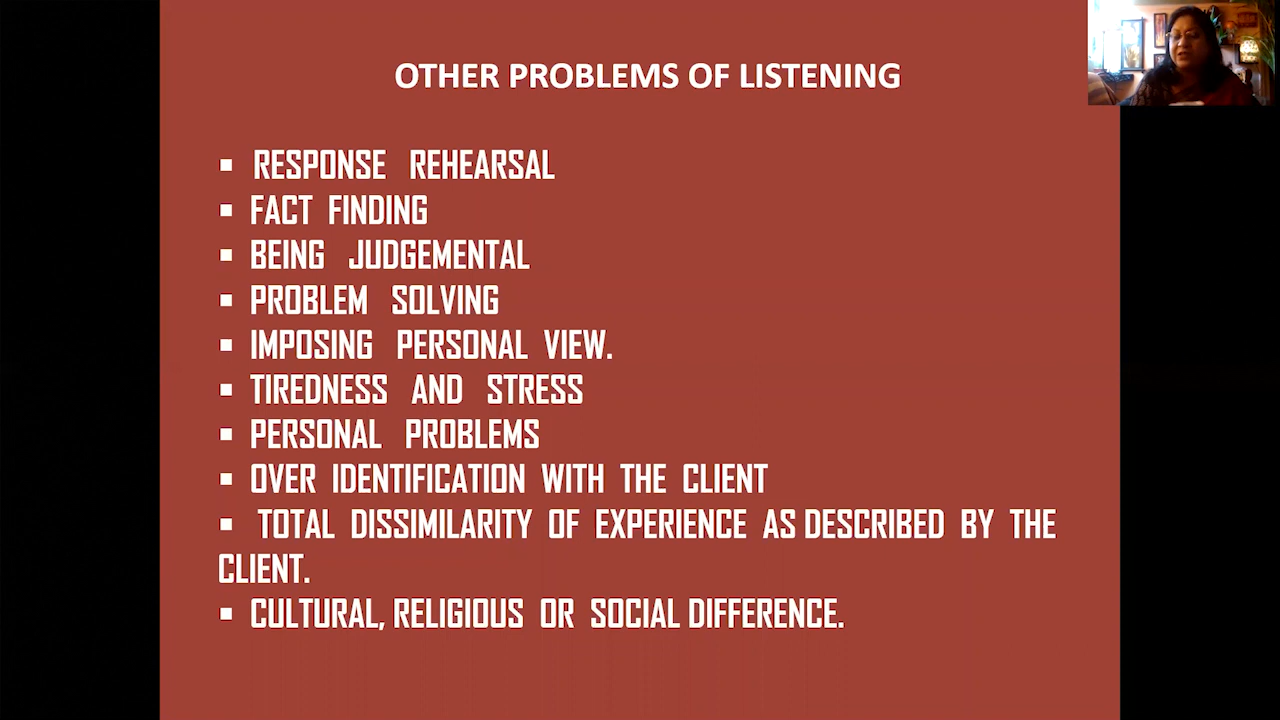 OTHER PROBLEMS OF LISTENING
▪ RESPONSE REHEARSAL
▪ FACT FINDING
▪ BEING JUDGEMENTAL
▪ PROBLEM SOLVING
▪ IMPOSING PERSONAL VIEW.
▪ TIREDNESS AND STRESS
▪ PERSONAL PROBLEMS
▪ OVER IDENTIFICATION WITH THE CLIENT
▪ TOTAL DISSIMILARITY OF EXPERIENCE AS DESCRIBED BY THE
CLIENT.
▪ CULTURAL, RELIGIOUS OR SOCIAL DIFFERENCE.